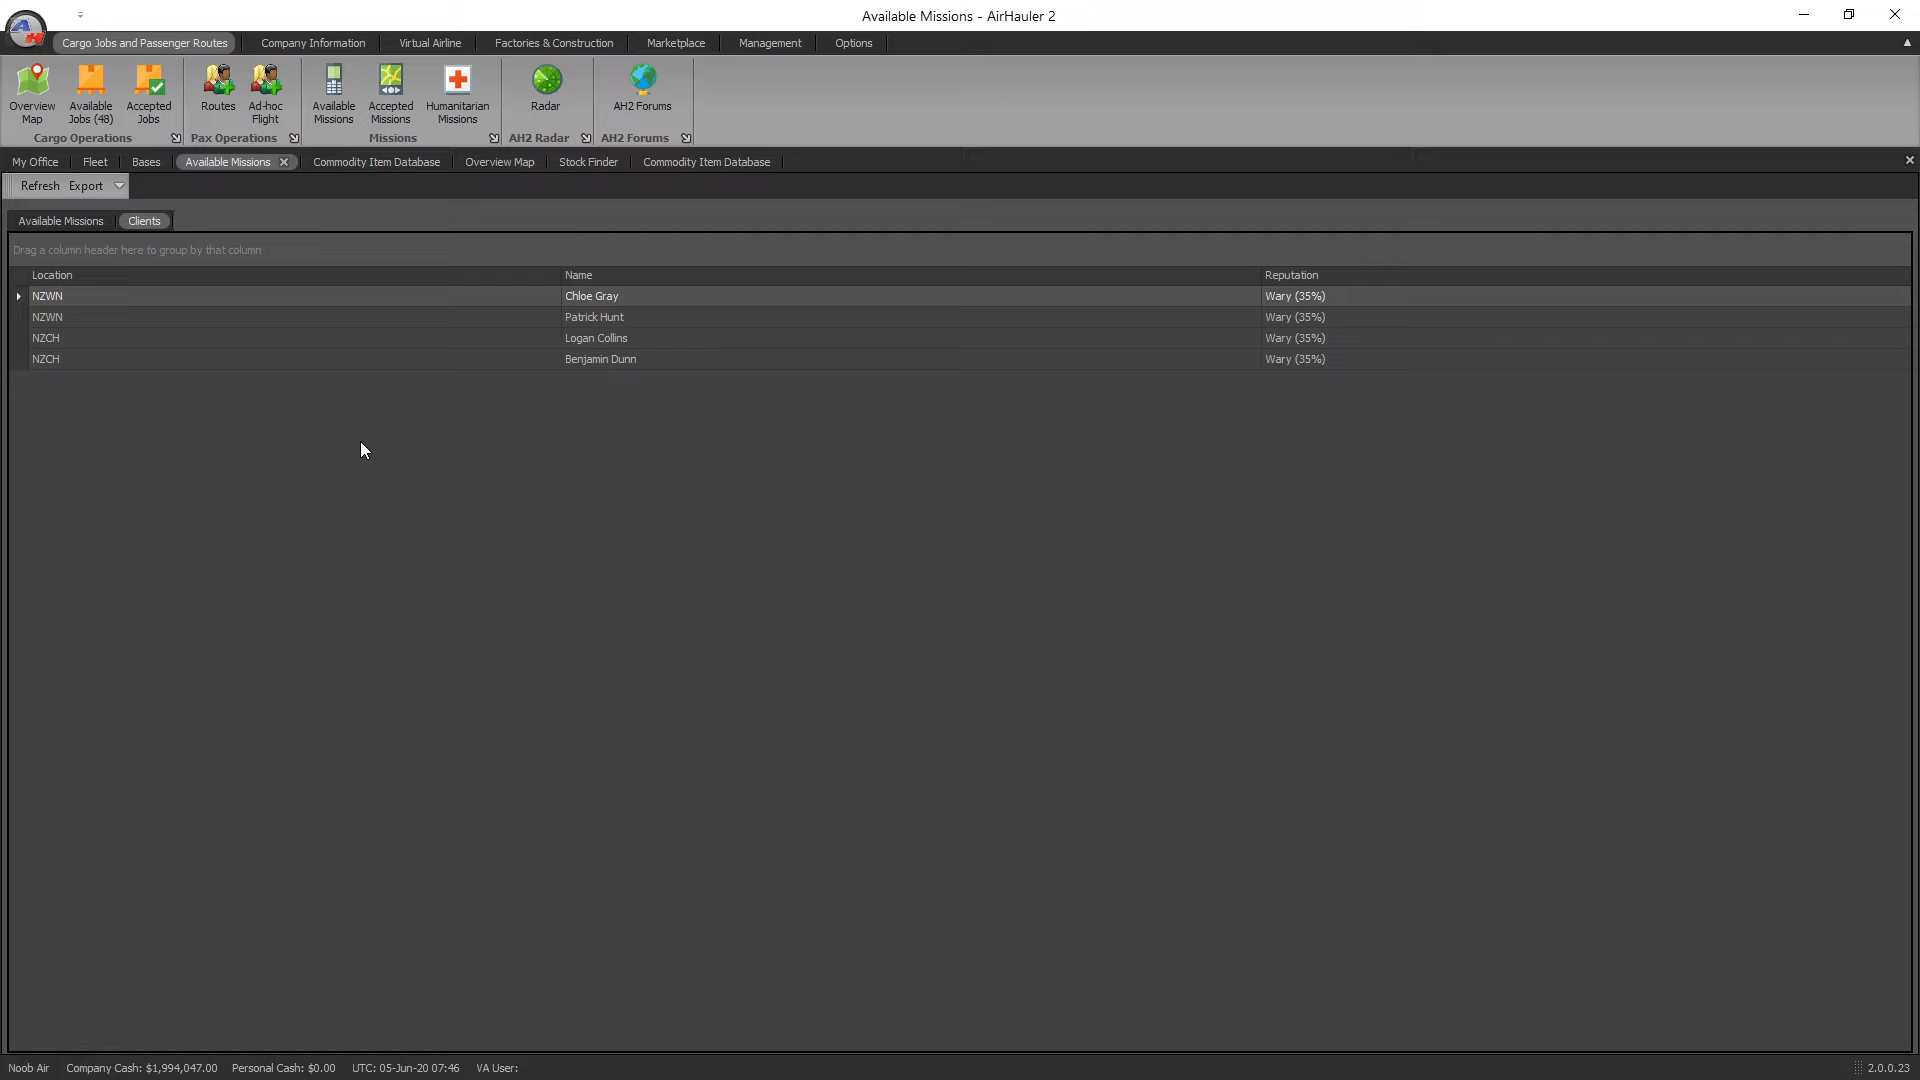 Available Missions - AirHauler 2
Cargo Jobs and Passenger Routes Company Information Virtual Airline Factories & Construction Marketplace Management Options
Overview Map
Available Jobs (48)
Accepted Jobs
Routes
Ad-hoc Flight
Available Missions
Accepted Missions
Humanitarian Missions
Radar
AH2 Forums
Cargo Operations Pax Operations Missions AH2 Radar AH2 Forums
My Office Fleet Bases Available Missions Commodity Item Database Overview Map Stock Finder Commodity Item Database
Refresh Export
Available Missions Clients
Drag a column header here to group by that column
Location Name Reputation
NZWN Chloe Gray Wary (35%)
NZWN Patrick Hunt Wary (35%)
NZCH Logan Collins Wary (35%)
NZCH Benjamin Dunn Wary (35%)
Noob Air Company Cash: $1,994,047.00 Personal Cash: $0.00 UTC: 05-Jun-20 07:46 VA User: 2.0.0.23